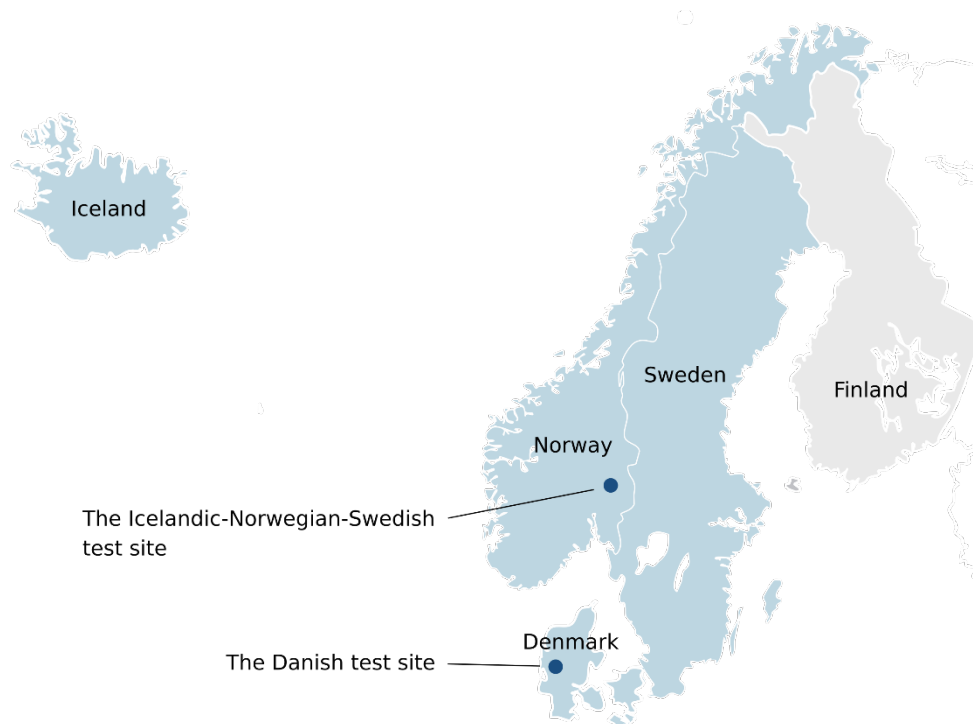 Iceland
Sweden
Finland
Norway
The Icelandic-Norwegian-Swedish
test site
Denmark
The Danish test site